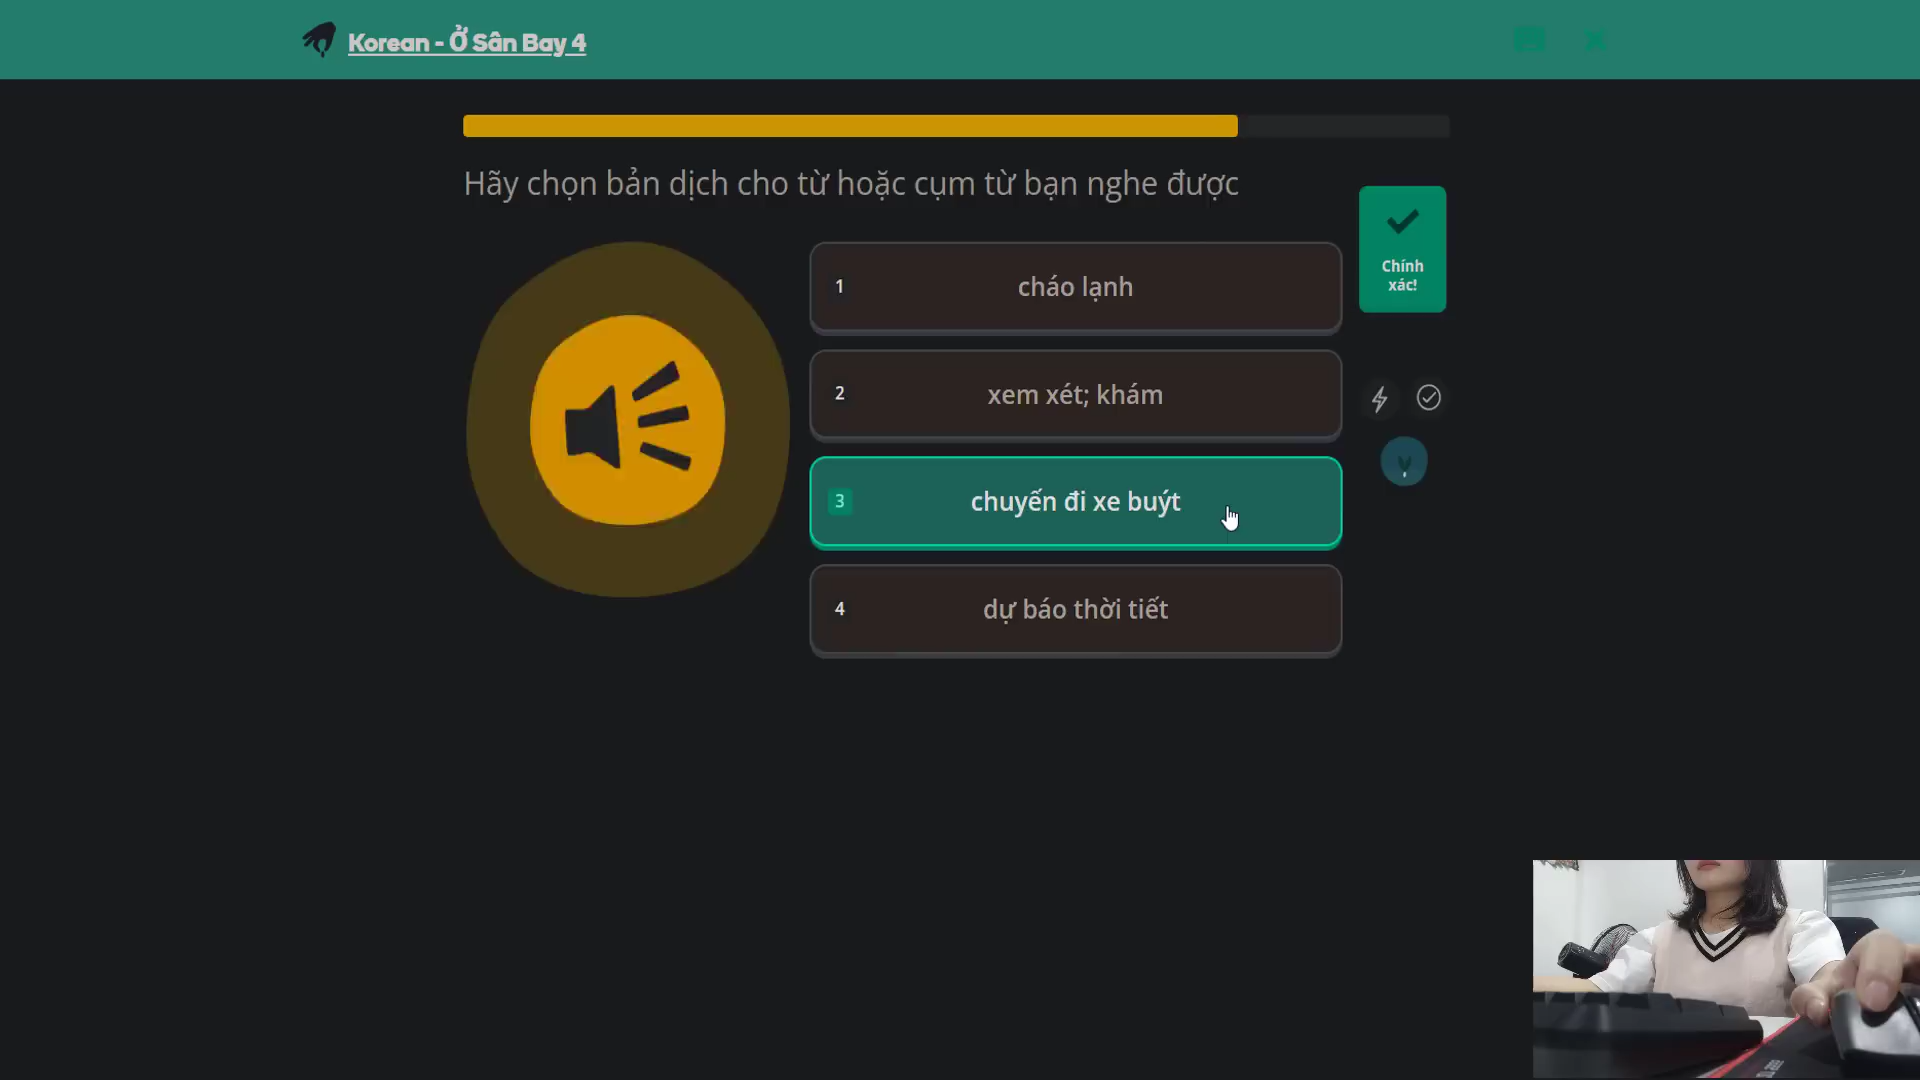 Korean - Ở Sân Bay 4
Hãy chọn bản dịch cho từ hoặc cụm từ bạn nghe được
Chính
xác!
1 cháo lạnh
2 xem xét; khám
3 chuyến đi xe buýt
4 dự báo thời tiết